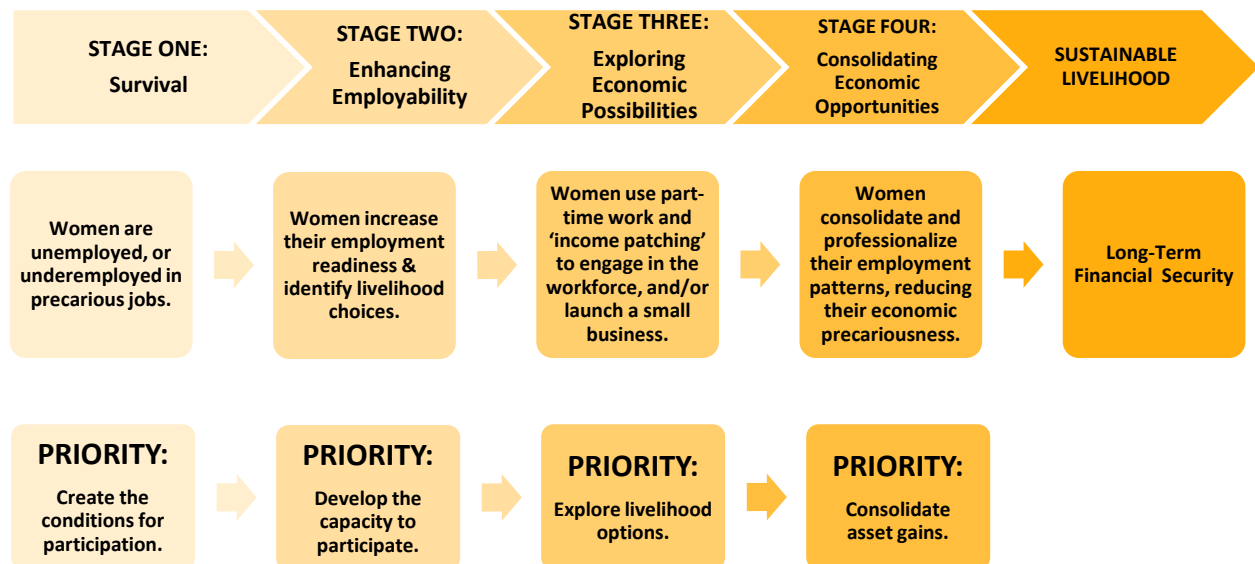 STAGE ONE:
Survival
STAGE TWO:
Enhancing
Employability
STAGE THREE:
Exploring
Economic
Possibilities
STAGE FOUR:
Consolidating
Economic
Opportunities
SUSTAINABLE
LIVELIHOOD
Women are
unemployed, or
underemployed in
precarious jobs.
Women increase
their employment
readiness &
identify livelihood
choices.
Women use part-
time work and
‘income patching’
to engage in the
workforce, and/or
launch a small
business.
Women
consolidate and
professionalize
their employment
patterns, reducing
their economic
precariousness.
Long-Term
Financial Security
PRIORITY:
Create the
conditions for
participation.
PRIORITY:
Develop the
capacity to
participate.
PRIORITY:
Explore livelihood
options.
PRIORITY:
Consolidate
asset gains.